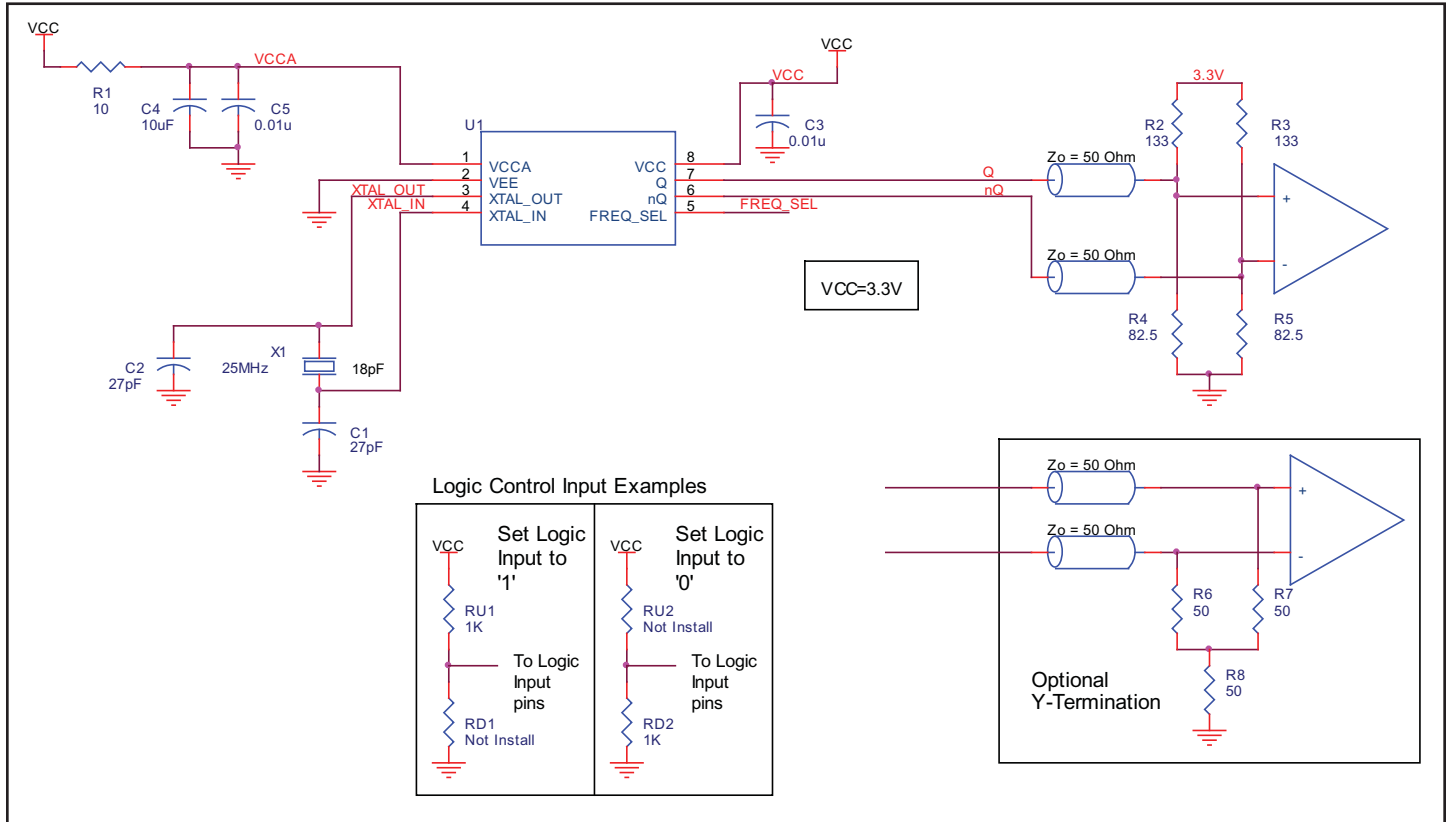 VCC
VCCA
R1
10
C4
10uF
C5
0.01u
VCC
VCC
C3
0.01u
U1
1
2
3
4
VCCA
VEE
XTAL_OUT
XTAL_IN
VCC
Q
nQ
FREQ_SEL
8
7
6
5
XTAL_OUT
XTAL_IN
Q
nQ
FREQ_SEL
3.3V
R2
133
R3
133
Zo = 50 Ohm
+
-
Zo = 50 Ohm
R4
82.5
R5
82.5
VCC=3.3V
C2
27pF
X1
25MHz
18pF
C1
27pF
Logic Control Input Examples
VCC
Set Logic
Input to
'1'
RU1
1K
To Logic
Input
pins
RD1
Not Install
VCC
Set Logic
Input to
'0'
RU2
Not Install
To Logic
Input
pins
RD2
1K
Zo = 50 Ohm
+
Zo = 50 Ohm
-
R6
50
R7
50
R8
50
Optional
Y-Termination